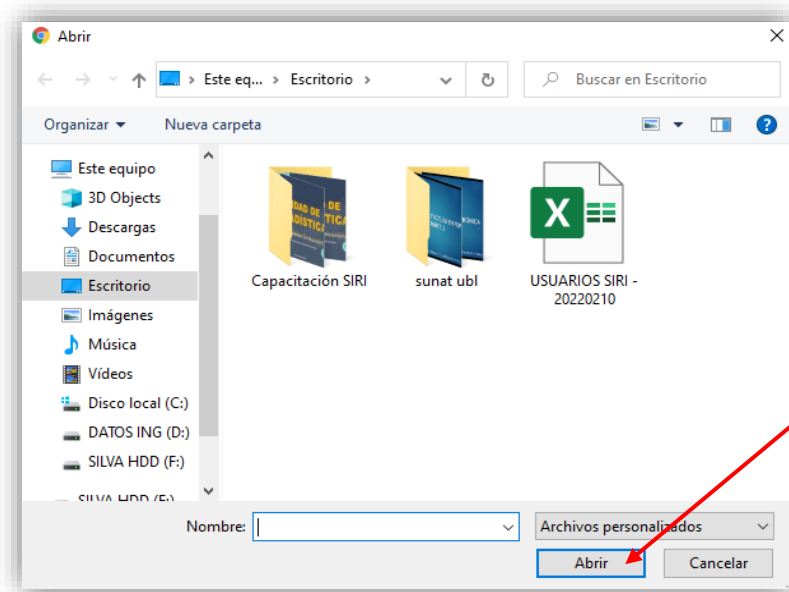 Abrir
Este eq... › Escritorio ›
Buscar en Escritorio
Organizar
Nueva carpeta
Este equipo
3D Objects
Descargas
Documentos
Escritorio
Imágenes
Música
Vídeos
Disco local (C:)
DATOS ING (D:)
SILVA HDD (F:)
SILVA HDD (F:)
Capacitación SIRI
sunat ubl
USUARIOS SIRI -
20220210
Nombre:
Archivos personalizados
Abrir
Cancelar